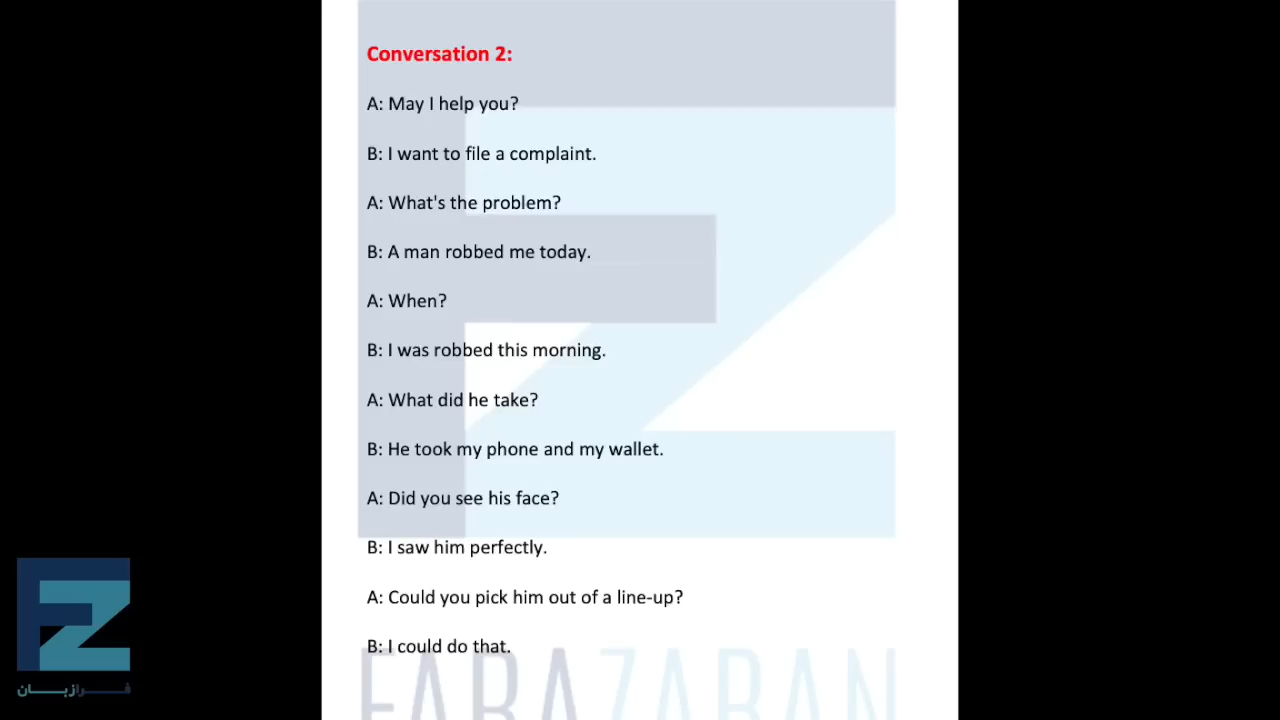 Conversation 2:
A: May I help you?
B: I want to file a complaint.
A: What's the problem?
B: A man robbed me today.
A: When?
B: I was robbed this morning.
A: What did he take?
B: He took my phone and my wallet.
A: Did you see his face?
B: I saw him perfectly.
A: Could you pick him out of a line-up?
B: I could do that.
FARAZABAN
FZ
فرازبان